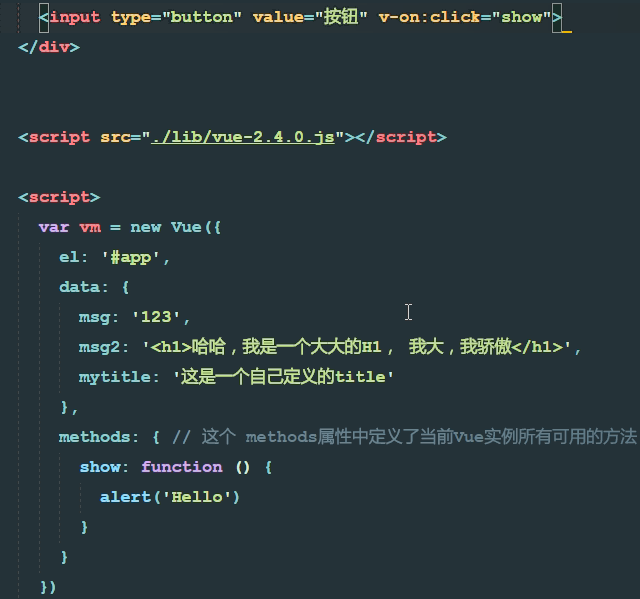 <input type="button" value="按钮" v-on:click="show">
</div>
<script src="./lib/vue-2.4.0.js"></script>
<script>
var vm = new Vue({
el: '#app',
data: {
msg: '123',
msg2: '<h1>哈哈，我是一个大大的H1， 我大，我骄傲</h1>',
mytitle: '这是一个自己定义的title'
},
methods: { // 这个 methods属性中定义了当前Vue实例所有可用的方法
show: function () {
alert('Hello')
}
}
})